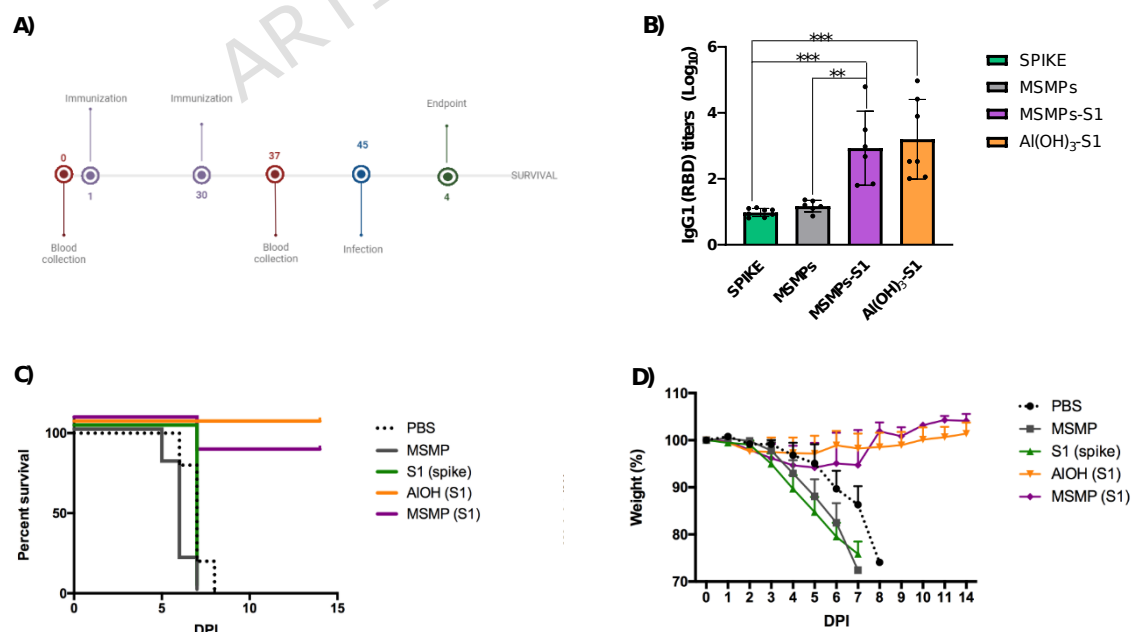 ART
A)
Immunization
Immunization
Endpoint
0
37
45
SURVIVAL
1
30
4
Blood
collection
Blood
collection
Infection
B)
IgG1 (RBD) titers (Log10)
6
4
2
0
***
***
**
SPIKE
MSMPs
MSMPs-S1
Al(OH)3-S1
SPIKE
MSMPs
MSMPs-S1
Al(OH)3-S1
C)
Percent survival
100
50
0
0
5
10
15
DPI
PBS
MSMP
S1 (spike)
AlOH (S1)
MSMP (S1)
D)
Weight (%)
110
100
90
80
70
0 1 2 3 4 5 6 7 8 9 10 11 14
DPI
PBS
MSMP
S1 (spike)
AlOH (S1)
MSMP (S1)